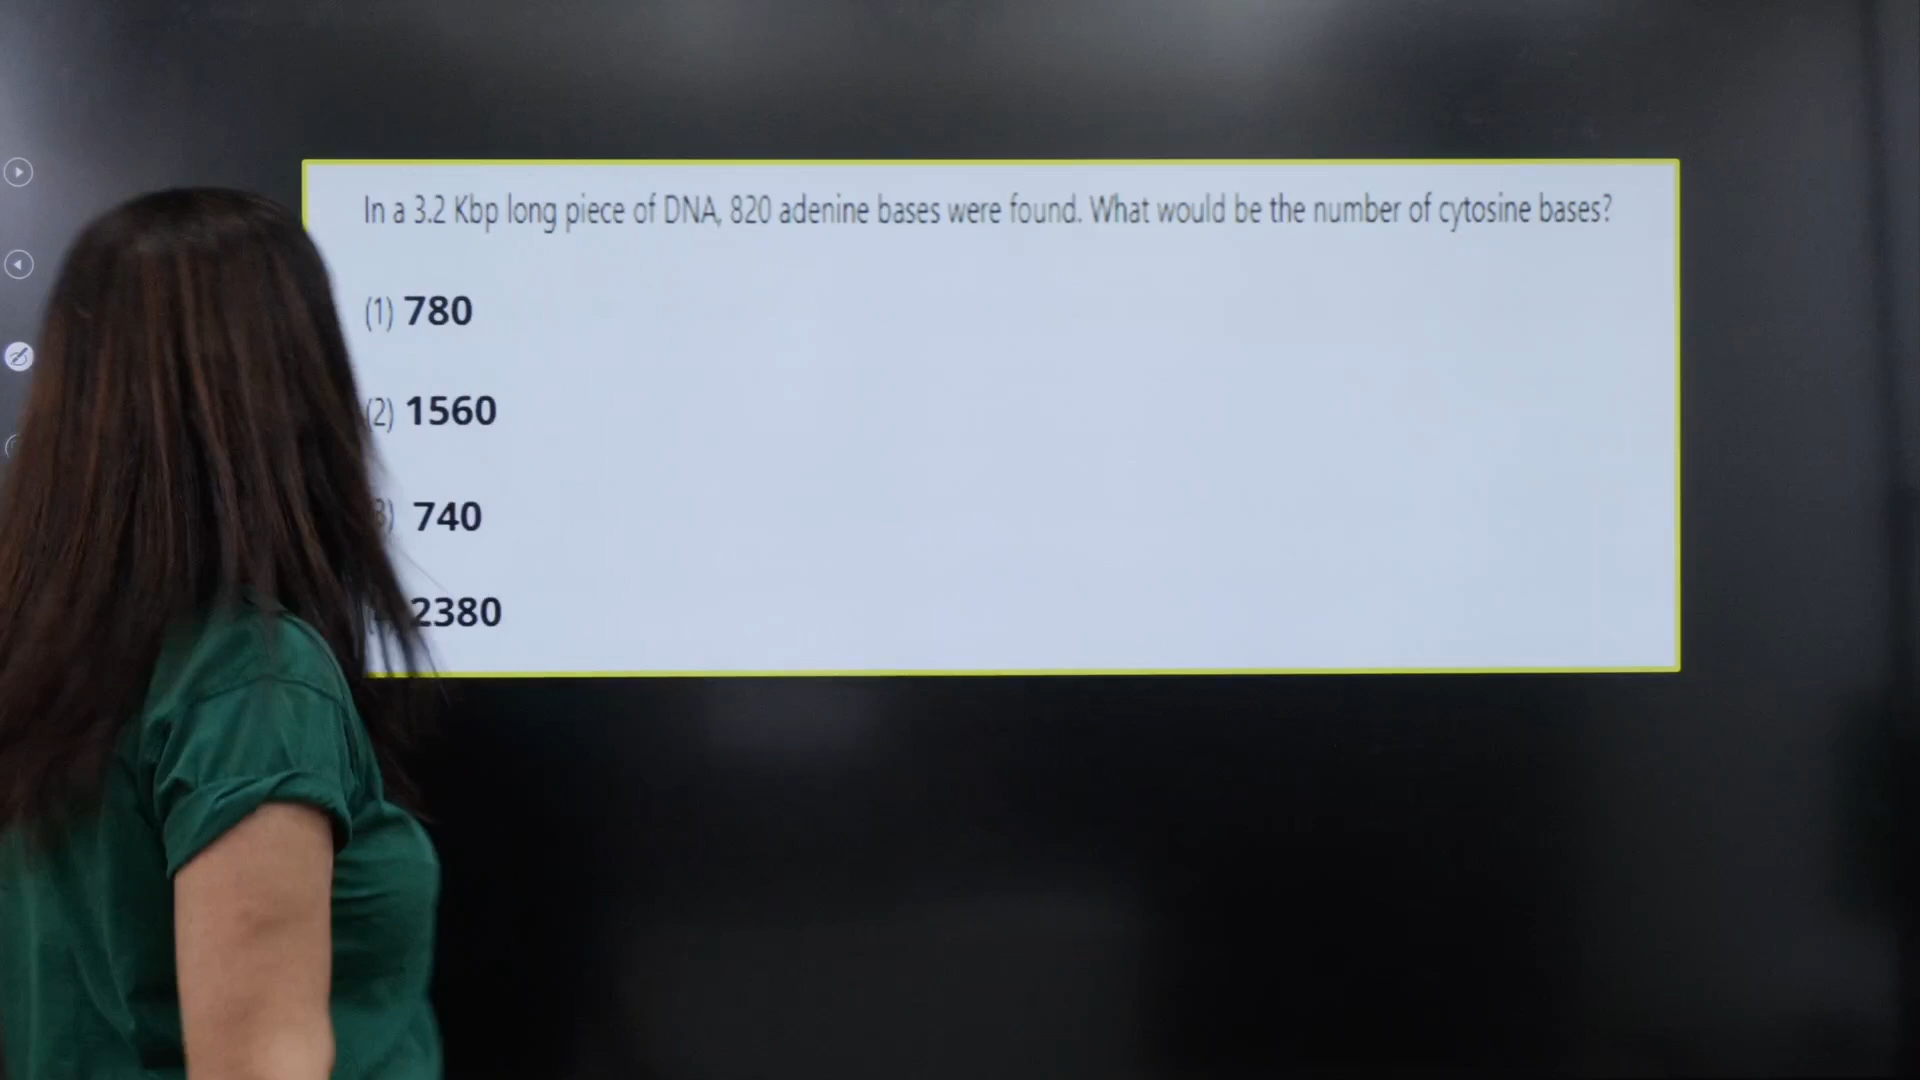 In a 3.2 Kbp long piece of DNA, 820 adenine bases were found. What would be the number of cytosine bases?
(1) 780
(2) 1560
3) 740
2380